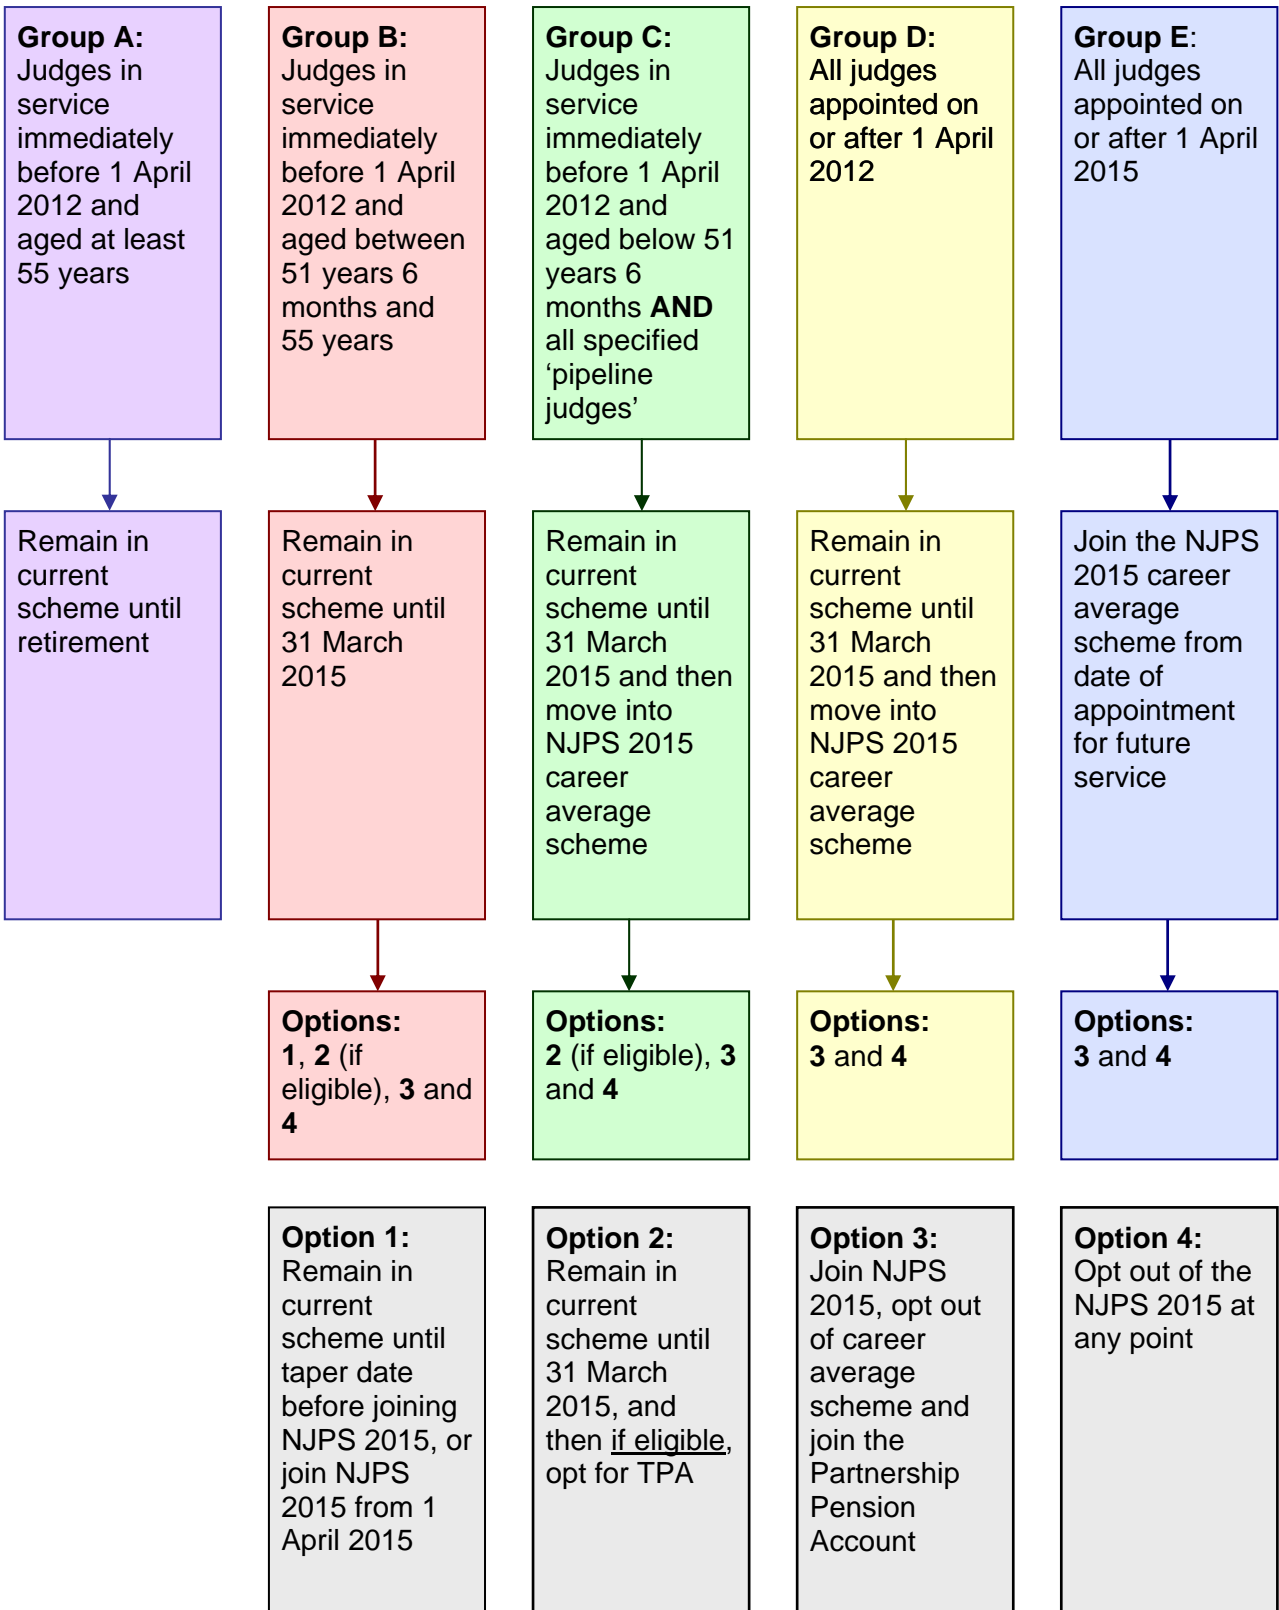 Group A:
Judges in
service
immediately
before 1 April
2012 and
aged at least
55 years
Group B:
Judges in
service
immediately
before 1 April
2012 and
aged between
51 years 6
months and
55 years
Group C:
Judges in
service
immediately
before 1 April
2012 and
aged below 51
years 6
months AND
all specified
‘pipeline
judges’
Group D:
All judges
appointed on
or after 1 April
2012
Group E:
All judges
appointed on
or after 1 April
2015
Remain in
current
scheme until
retirement
Remain in
current
scheme until
31 March
2015
Remain in
current
scheme until
31 March
2015 and then
move into
NJPS 2015
career
average
scheme
Remain in
current
scheme until
31 March
2015 and then
move into
NJPS 2015
career
average
scheme
Join the NJPS
2015 career
average
scheme from
date of
appointment
for future
service
Options:
1, 2 (if
eligible), 3 and
4
Options:
2 (if eligible), 3
and 4
Options:
3 and 4
Options:
3 and 4
Option 1:
Remain in
current
scheme until
taper date
before joining
NJPS 2015, or
join NJPS
2015 from 1
April 2015
Option 2:
Remain in
current
scheme until
31 March
2015, and
then if eligible,
opt for TPA
Option 3:
Join NJPS
2015, opt out
of career
average
scheme and
join the
Partnership
Pension
Account
Option 4:
Opt out of the
NJPS 2015 at
any point